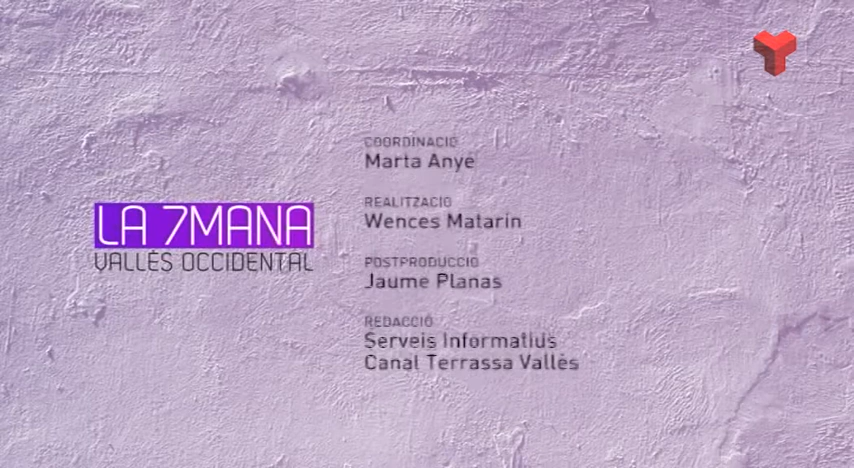 LA 7MANA
VALLÈS OCCIDENTAL
COORDINACIÓ
Marta Anyé
REALITZACIÓ
Wences Matarín
POSTPRODUCCIÓ
Jaume Planas
REDACCIÓ
Serveis Informatius
Canal Terrassa Vallès